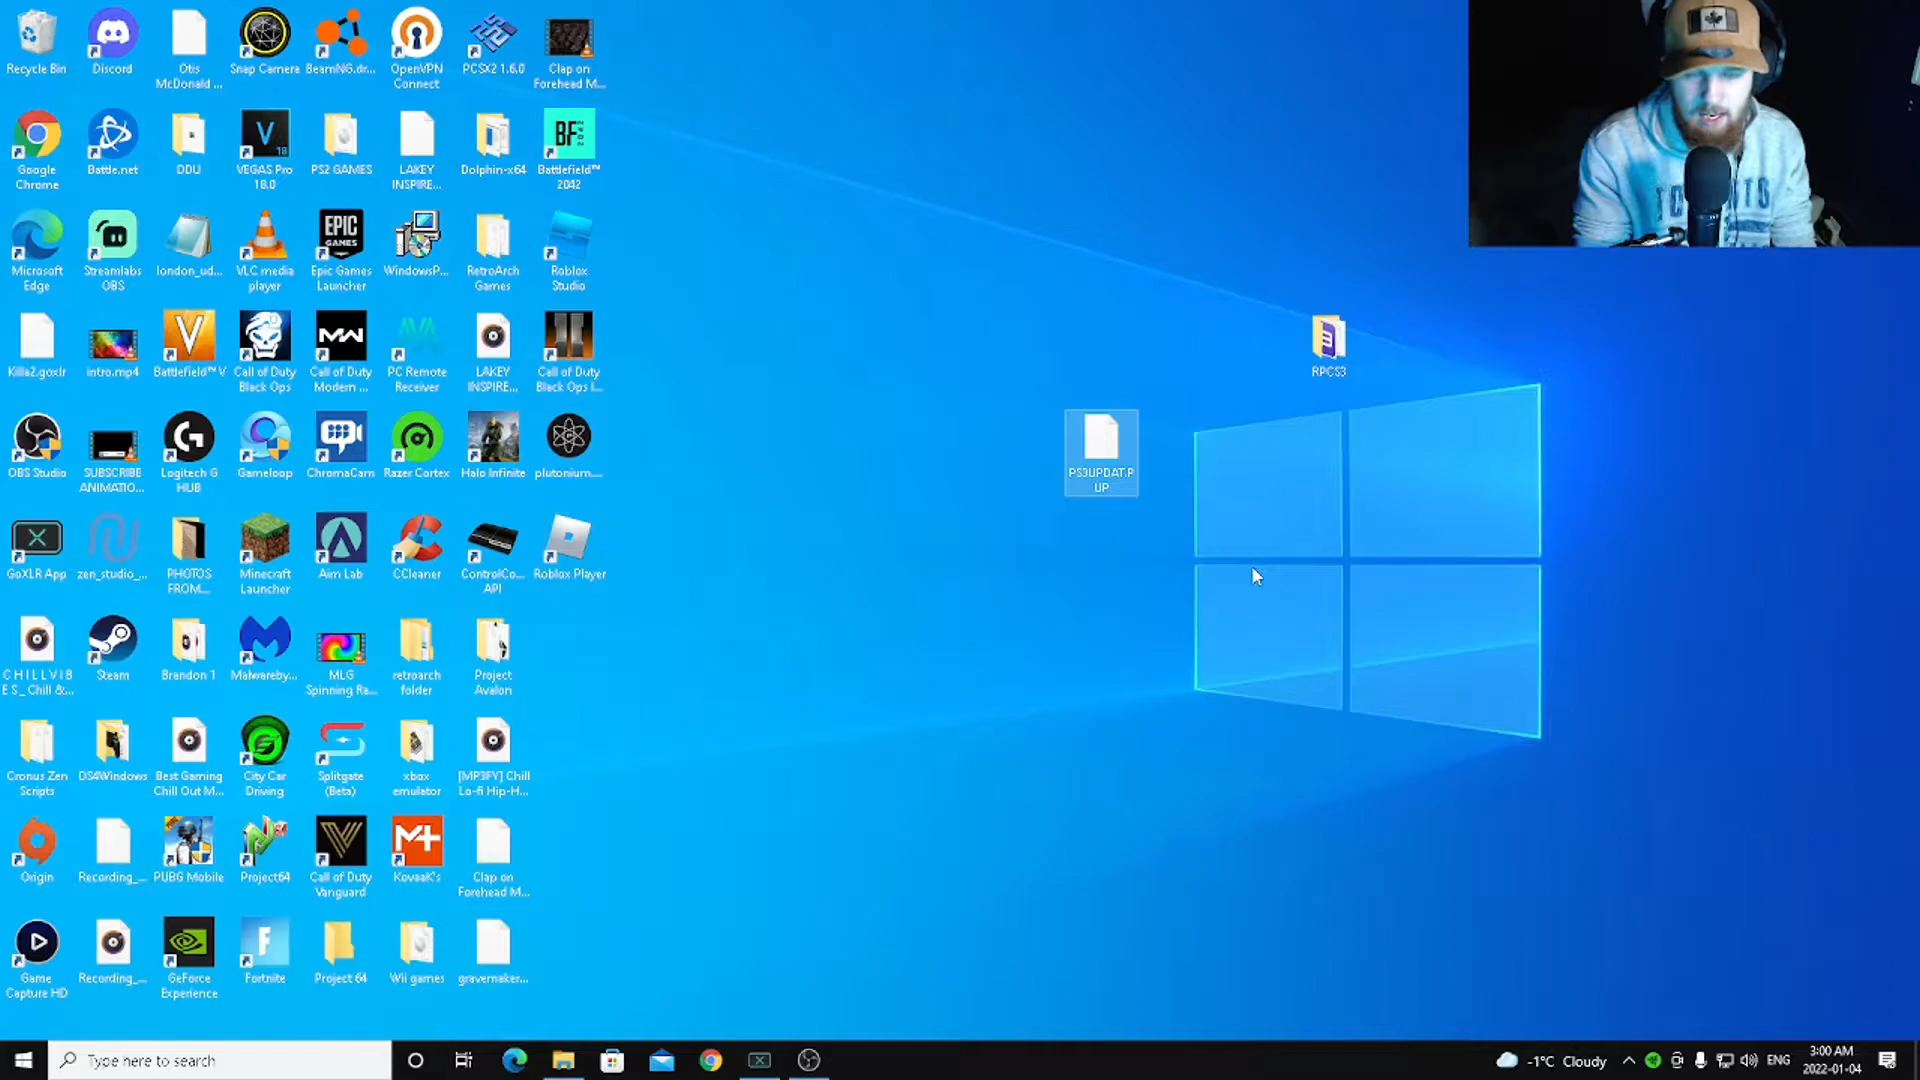 Recycle Bin
Discord
Otis
McDonald ...
Snap Camera
BeamNG.dr...
OpenVPN
Connect
PCSX2 1.6.0
Clap on
Forehead M...
Google
Chrome
Battle.net
DDU
V
18
VEGAS Pro
18.0
PS2 GAMES
LAKEY
INSPIRE...
Dolphin-x64
BF
Battlefield™
2042
Microsoft
Edge
Streamlabs
OBS
london_ud...
VLC media
player
EPIC
GAMES
Epic Games
Launcher
WindowsP...
RetroArch
Games
Roblox
Studio
Killa2.goxlr
intro.mp4
V
Battlefield™ V
Call of Duty
Black Ops
MW
Call of Duty
Modern ...
AVA
PC Remote
Receiver
LAKEY
INSPIRE...
II
Call of Duty
Black Ops I...
RPCS3
PS3UPDAT.P
UP
OBS Studio
SUBSCRIBE
ANIMATIO...
G
Logitech G
HUB
Gameloop
ChromaCam
Razer Cortex
Halo Infinite
plutonium....
X
GoXLR App
zen_studio_...
PHOTOS
FROM...
Minecraft
Launcher
Aim Lab
CCleaner
ControlCo...
API
Roblox Player
C H I L L V I B
E S _ Chill &...
Steam
Brandon 1
Malwareby...
MLG
Spinning Ra...
retroarch
folder
Project
Avalon
Cronus Zen
Scripts
DS4Windows
Best Gaming
Chill Out M...
City Car
Driving
Splitgate
(Beta)
xbox
emulator
[MP3FY] Chill
Lo-fi Hip-H...
Origin
Recording_...
PUBG Mobile
Project64
V
Call of Duty
Vanguard
M+
KovaaK's
Clap on
Forehead M...
Game
Capture HD
Recording_...
GeForce
Experience
F
Fortnite
Project 64
Wii games
gravemaker...
Type here to search
-1°C Cloudy
ENG
3:00 AM
2022-01-04